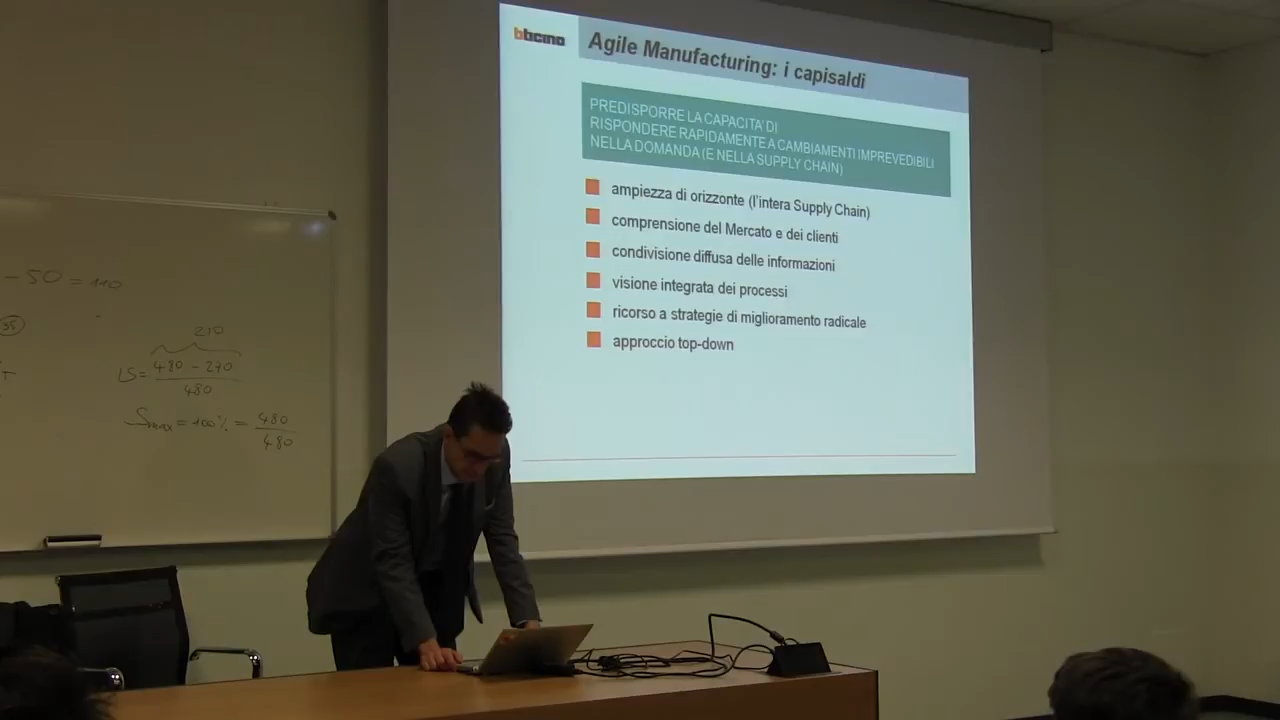 bticino
Agile Manufacturing: i capisaldi
PREDISPORRE LA CAPACITA' DI
RISPONDERE RAPIDAMENTE A CAMBIAMENTI IMPREVEDIBILI
NELLA DOMANDA (E NELLA SUPPLY CHAIN)
ampiezza di orizzonte (l'intera Supply Chain)
comprensione del Mercato e dei clienti
condivisione diffusa delle informazioni
visione integrata dei processi
ricorso a strategie di miglioramento radicale
approccio top-down
- 50 = 110
35
210
LS = 480 - 270
480
Smax = 100% = 480
480